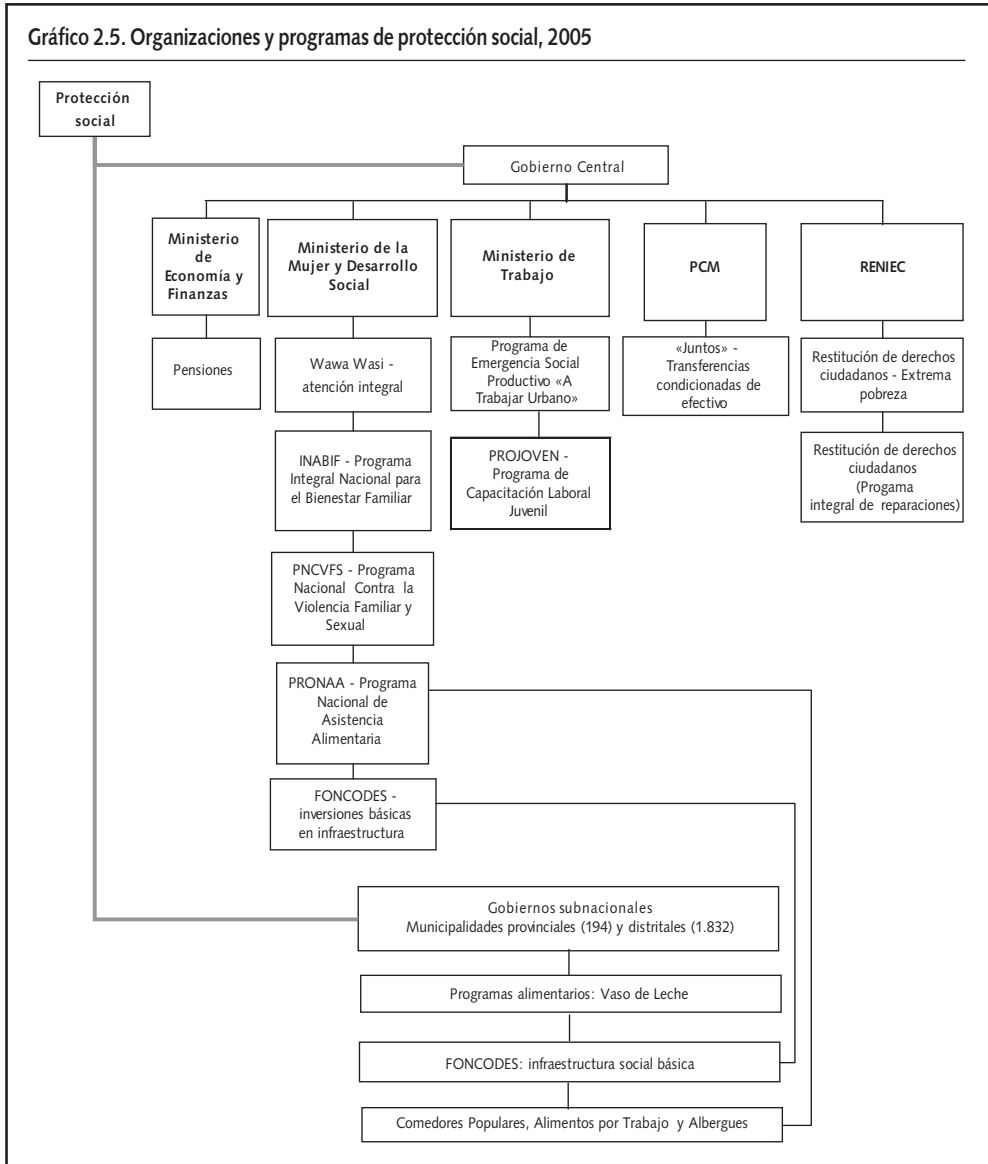 Gráfico 2.5. Organizaciones y programas de protección social, 2005
Protección
social
Gobierno Central
Ministerio
de
Economía y
Finanzas
Ministerio de la
Mujer y Desarrollo
Social
Ministerio de
Trabajo
PCM
RENIEC
Pensiones
Wawa Wasi -
atención integral
Programa de
Emergencia Social
Productivo «A
Trabajar Urbano»
«Juntos» -
Transferencias
condicionadas de
efectivo
Restitución de derechos
ciudadanos - Extrema
pobreza
INABIF - Programa
Integral Nacional para
el Bienestar Familiar
PROJOVEN -
Programa de
Capacitación Laboral
Juvenil
Restitución de derechos
ciudadanos
(Progama
integral de reparaciones)
PNCVFS - Programa
Nacional Contra la
Violencia Familiar y
Sexual
PRONAA - Programa
Nacional de
Asistencia
Alimentaria
FONCODES -
inversiones básicas
en infraestructura
Gobiernos subnacionales
Municipalidades provinciales (194) y distritales (1.832)
Programas alimentarios: Vaso de Leche
FONCODES: infraestructura social básica
Comedores Populares, Alimentos por Trabajo y Albergues